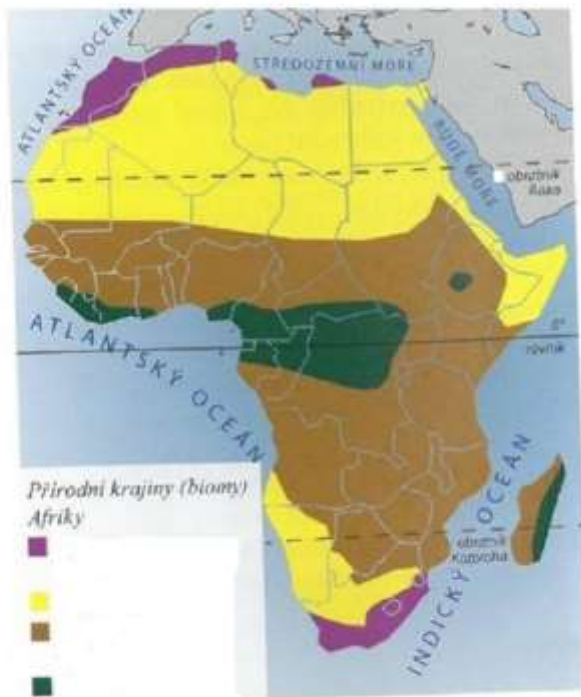 ATLANTSKÝ OCEÁN
STŘEDOZEMNÍ MOŘE
RUDÉ MOŘE
obratník
Raka
0°
rovník
ATLANTSKÝ OCEÁN
INDICKÝ OCEÁN
obratník
Kozoroha
Přírodní krajiny (biomy)
Afriky